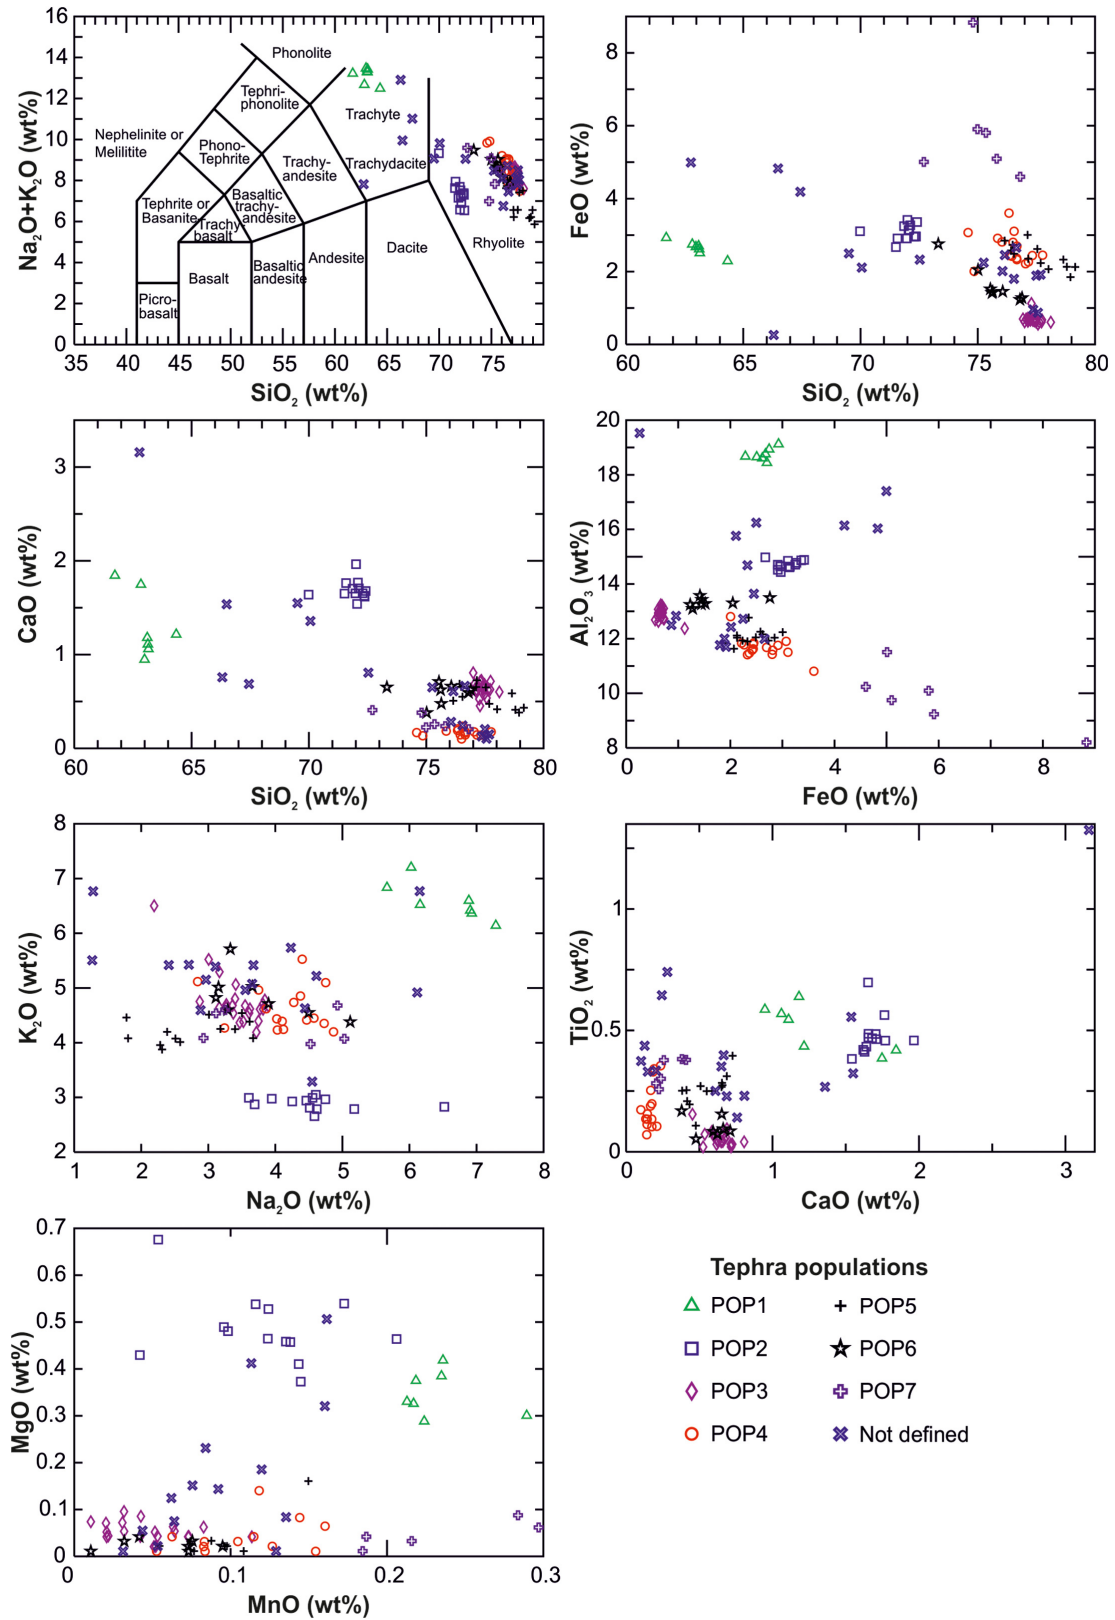 Na₂O+K₂O (wt%)
16
14
12
10
8
6
4
2
0
Phonolite
Tephri-
phonolite
Nephelinite or
Melilitite
Phono-
Tephrite
Trachyte
Trachy-
andesite
Trachydacite
Tephrite or
Basanite
Basaltic
trachy-
andesite
Trachy-
basalt
Basalt
Basaltic
andesite
Andesite
Dacite
Rhyolite
Picro-
basalt
35 40 45 50 55 60 65 70 75
SiO₂ (wt%)
FeO (wt%)
8
6
4
2
0
60 65 70 75 80
SiO₂ (wt%)
CaO (wt%)
3
2
1
0
60 65 70 75 80
SiO₂ (wt%)
Al₂O₃ (wt%)
20
18
16
14
12
10
8
0 2 4 6 8
FeO (wt%)
K₂O (wt%)
8
7
6
5
4
3
2
1 2 3 4 5 6 7 8
Na₂O (wt%)
TiO₂ (wt%)
1
0.5
0
0 1 2 3
CaO (wt%)
MgO (wt%)
0.7
0.6
0.5
0.4
0.3
0.2
0.1
0
0 0.1 0.2 0.3
MnO (wt%)
Tephra populations
POP1
POP2
POP3
POP4
POP5
POP6
POP7
Not defined